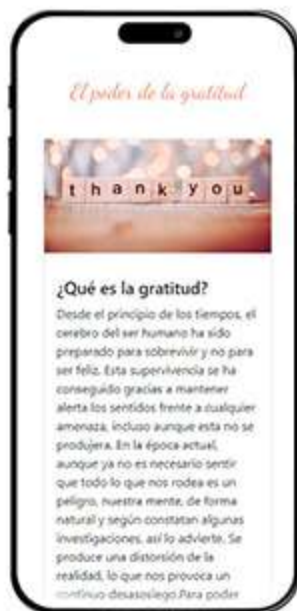 El poder de la gratitud
thank you
¿Qué es la gratitud?
Desde el principio de los tiempos, el
cerebro del ser humano ha sido
preparado para sobrevivir y no para
ser feliz. Esta supervivencia se ha
conseguido gracias a mantener
alerta los sentidos frente a cualquier
amenaza, incluso aunque esta no se
produjera. En la época actual,
aunque ya no es necesario sentir
que todo lo que nos rodea es un
peligro, nuestra mente, de forma
natural y según constatan algunas
investigaciones, así lo advierte. Se
produce una distorsión de la
realidad, lo que nos provoca un
continuo desasosiego.Para poder